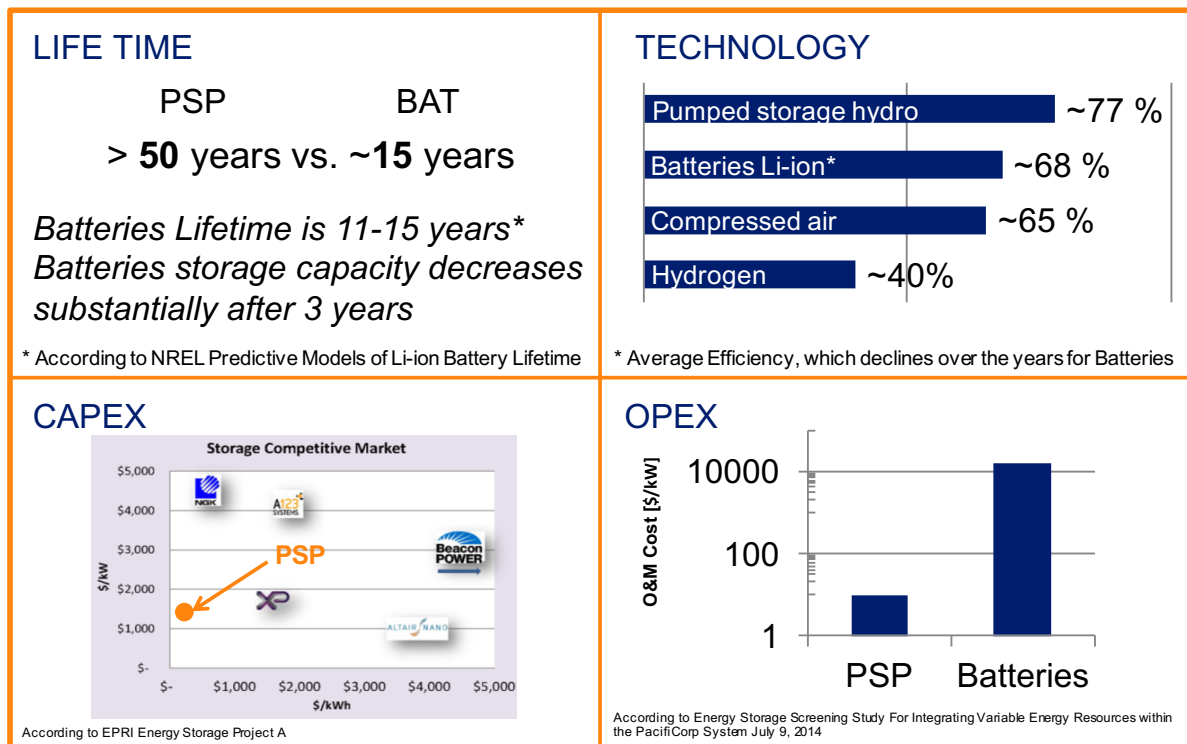 LIFE TIME
PSP BAT
> 50 years vs. ~15 years
Batteries Lifetime is 11-15 years*
Batteries storage capacity decreases
substantially after 3 years
* According to NREL Predictive Models of Li-ion Battery Lifetime
TECHNOLOGY
Pumped storage hydro ~77 %
Batteries Li-ion* ~68 %
Compressed air ~65 %
Hydrogen ~40%
* Average Efficiency, which declines over the years for Batteries
CAPEX
Storage Competitive Market
$/kW
$5,000
$4,000
$3,000
$2,000
$1,000
$-
NGK
A123
SYSTEMS
Beacon
POWER
PSP
XP
ALTAIR NANO
$- $1,000 $2,000 $3,000 $4,000 $5,000
$/kWh
According to EPRI Energy Storage Project A
OPEX
O&M Cost [$/kW]
10000
100
1
PSP Batteries
According to Energy Storage Screening Study For Integrating Variable Energy Resources within
the PacifiCorp System July 9, 2014